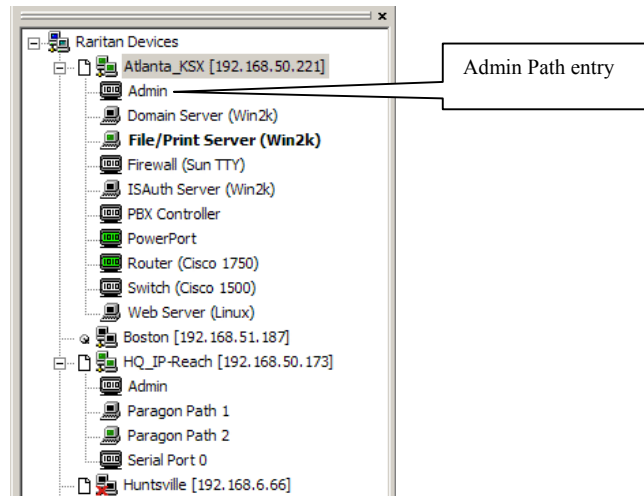 Raritan Devices
Atlanta_KSX [192.168.50.221]
Admin
Domain Server (Win2k)
File/Print Server (Win2k)
Firewall (Sun TTY)
ISAuth Server (Win2k)
PBX Controller
PowerPort
Router (Cisco 1750)
Switch (Cisco 1500)
Web Server (Linux)
Boston [192.168.51.187]
HQ_IP-Reach [192.168.50.173]
Admin
Paragon Path 1
Paragon Path 2
Serial Port 0
Huntsville [192.168.6.66]
Admin Path entry